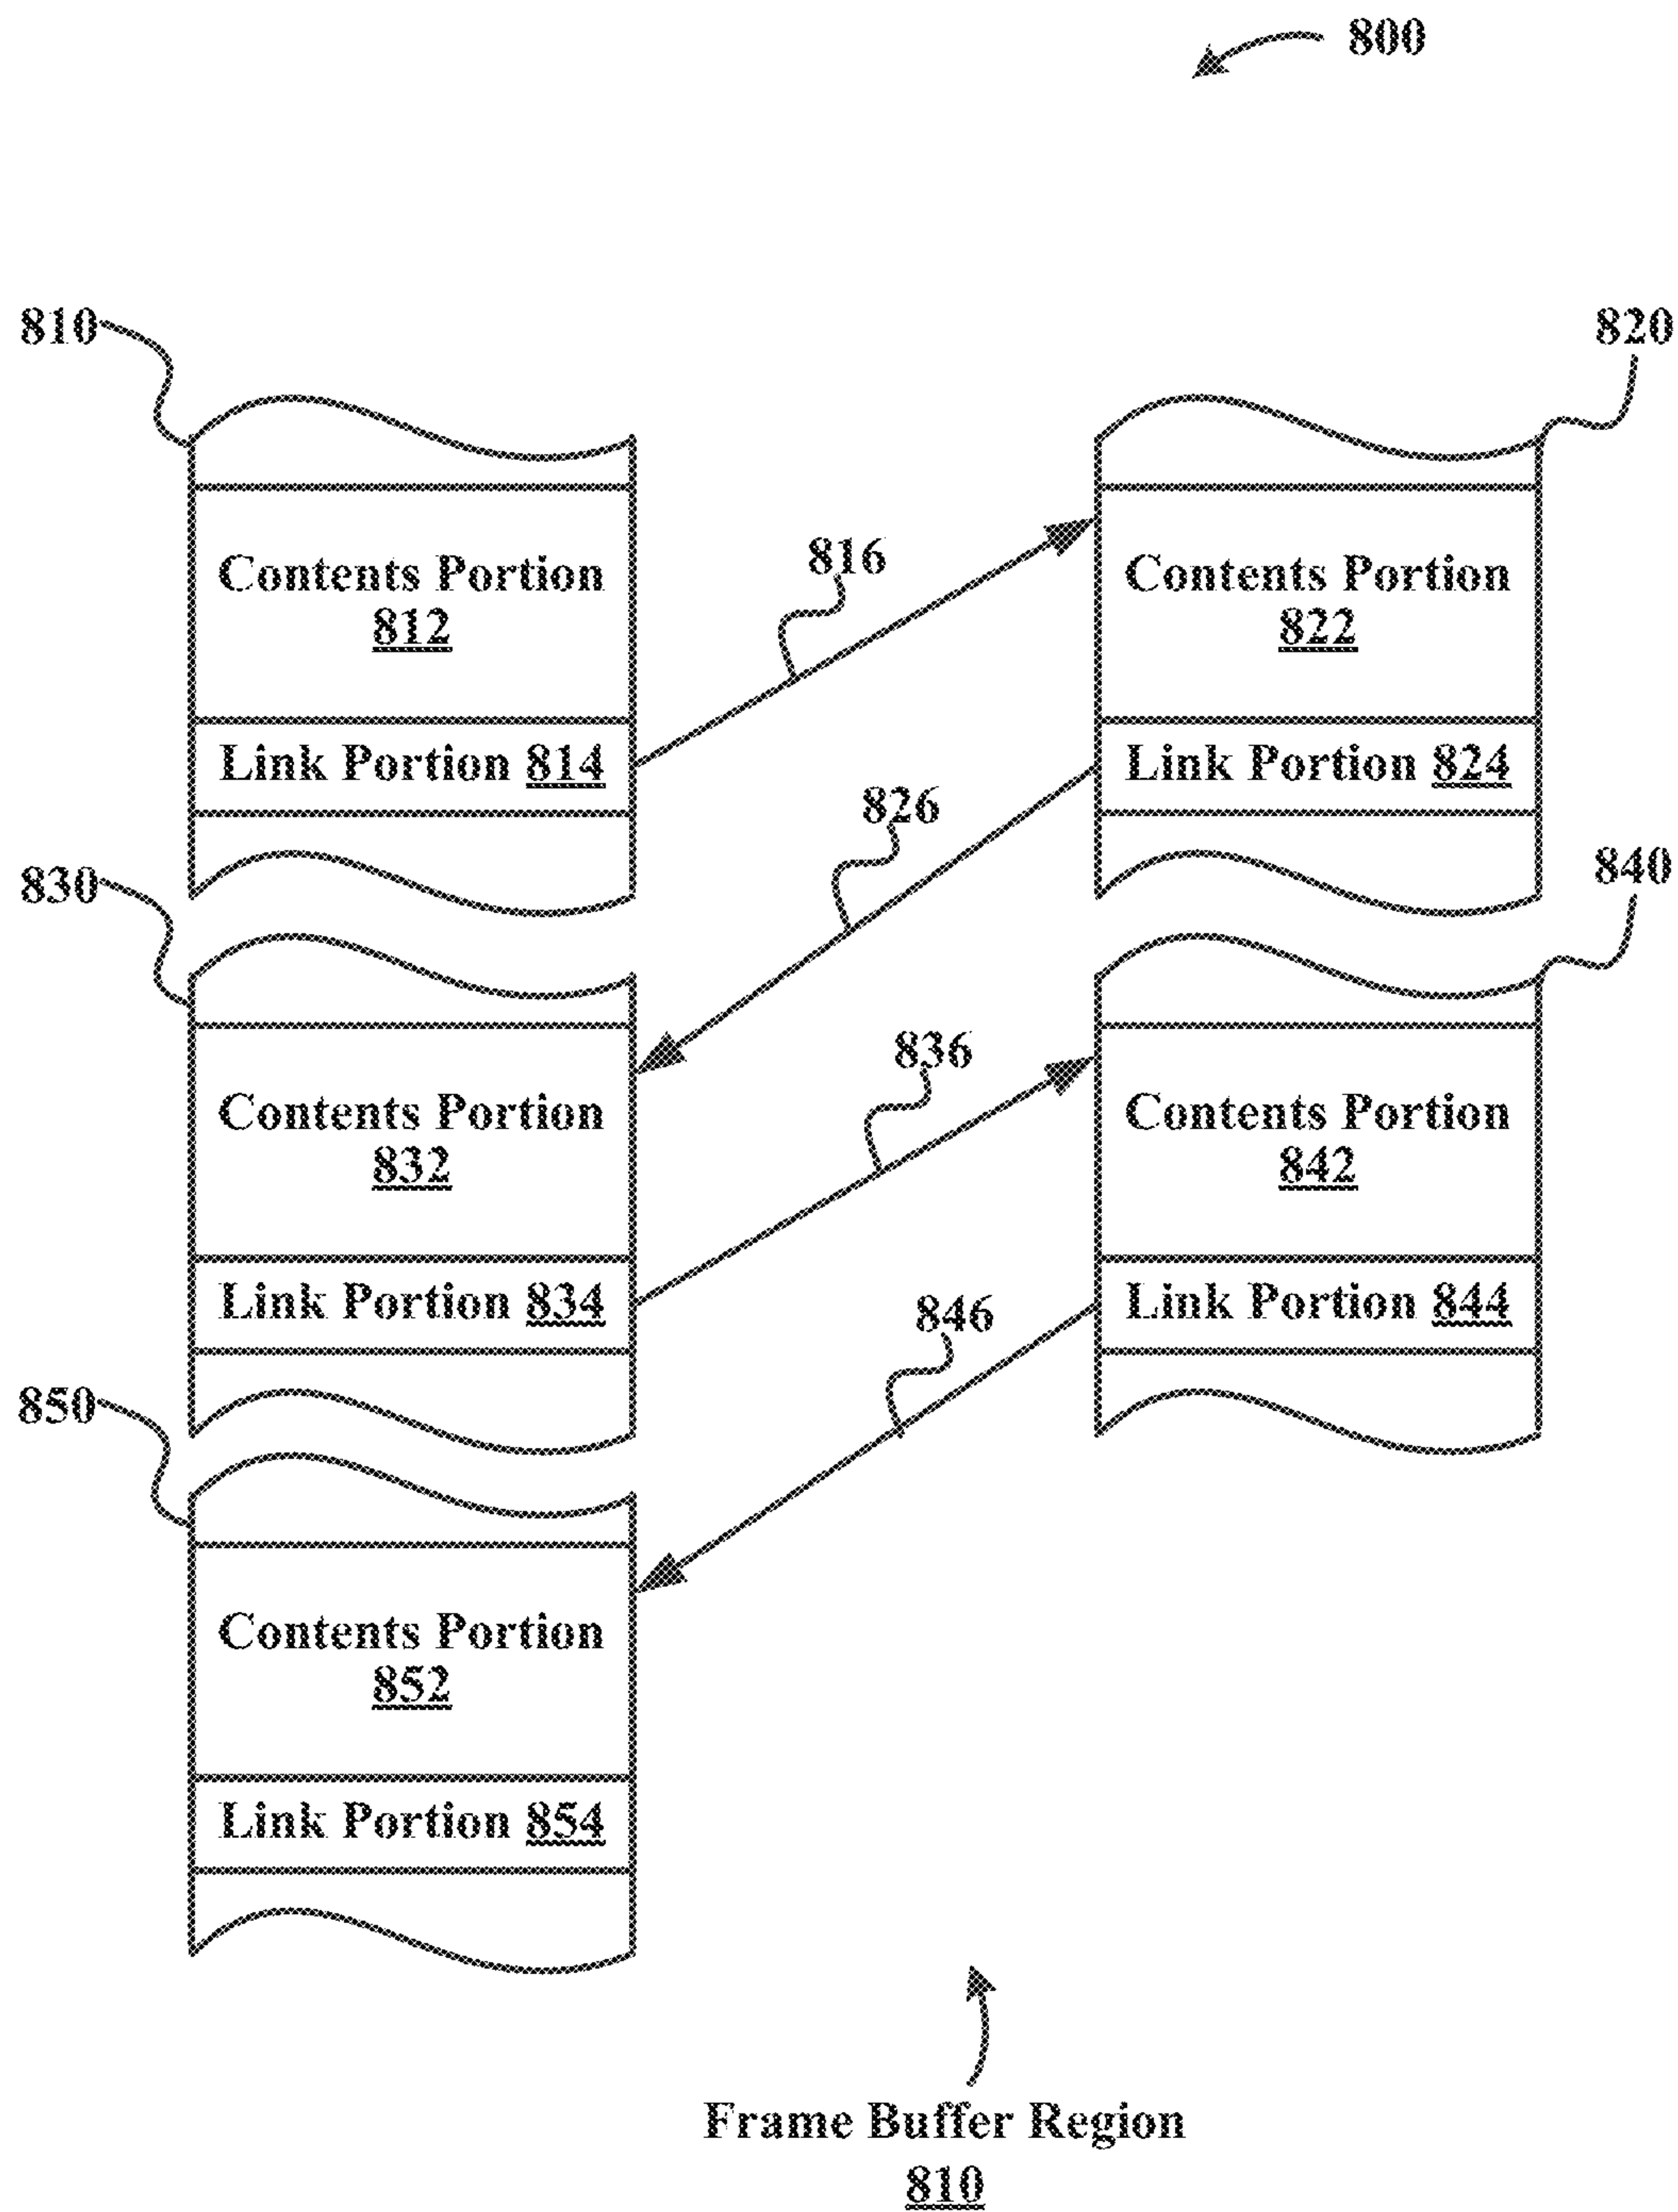 800
810
820
Contents Portion
812
816
Contents Portion
822
Link Portion 814
Link Portion 824
826
830
840
Contents Portion
832
836
Contents Portion
842
Link Portion 834
Link Portion 844
846
850
Contents Portion
852
Link Portion 854
Frame Buffer Region
810